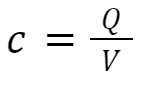 c = Q/V